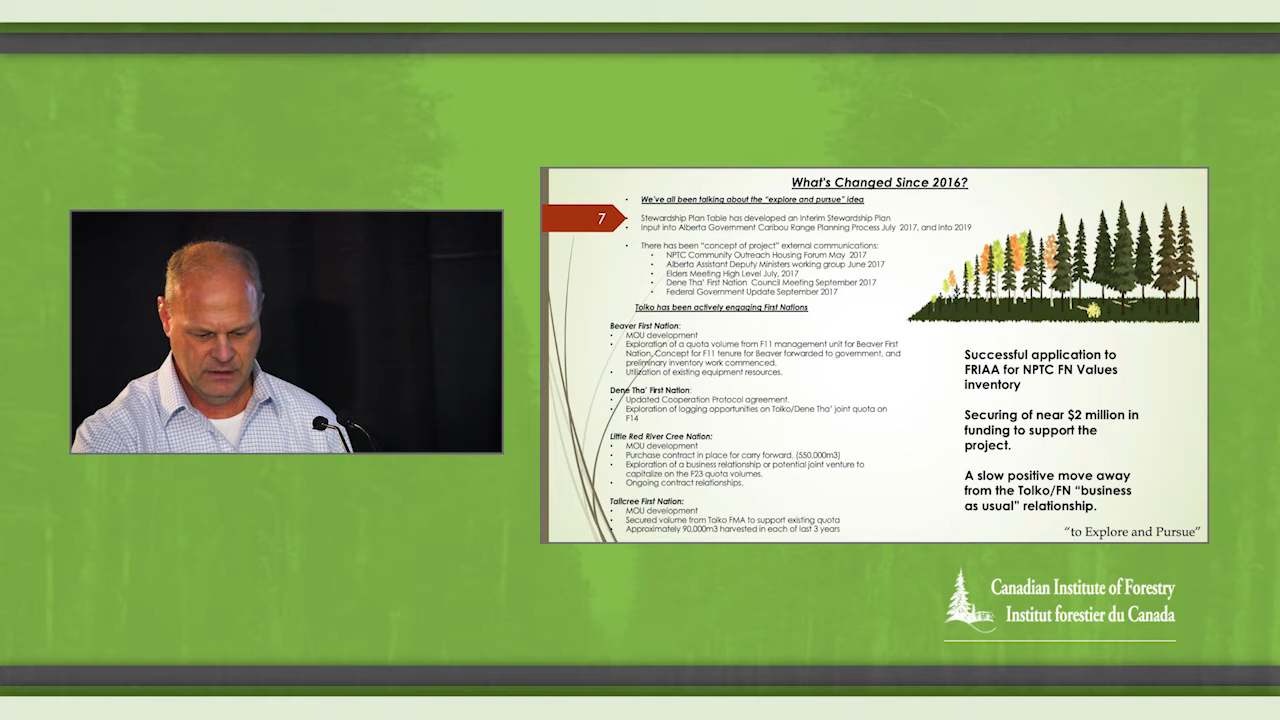 What's Changed Since 2016?
We've all been talking about the "explore and pursue" idea
7
Stewardship Plan Table has developed an Interim Stewardship Plan
Input into Alberta Government Caribou Range Planning Process July 2017, and into 2019
There has been "concept of project" external communications:
NPTC Community Outreach Housing Forum May 2017
Alberta Assistant Deputy Ministers working group June 2017
Elders Meeting High Level July, 2017
Dene Tha' First Nation Council Meeting September 2017
Federal Government Update September 2017
Tolko has been actively engaging First Nations
Beaver First Nation:
MOU development
Exploration of a quota volume from F11 management unit for Beaver First
Nation. Concept for F11 tenure for Beaver forwarded to government, and
preliminary inventory work commenced.
Utilization of existing equipment resources.
Dene Tha' First Nation:
Updated Cooperation Protocol agreement.
Exploration of logging opportunities on Tolko/Dene Tha' joint quota on
F14
Little Red River Cree Nation:
MOU development
Purchase contract in place for carry forward. (550,000m3)
Exploration of a business relationship or potential joint venture to
capitalize on the F23 quota volumes.
Ongoing contract relationships.
Tallcree First Nation:
MOU development
Secured volume from Tolko FMA to support existing quota
Approximately 90,000m3 harvested in each of last 3 years
Successful application to
FRIAA for NPTC FN Values
inventory
Securing of near $2 million in
funding to support the
project.
A slow positive move away
from the Tolko/FN "business
as usual" relationship.
"to Explore and Pursue"
Canadian Institute of Forestry
Institut forestier du Canada